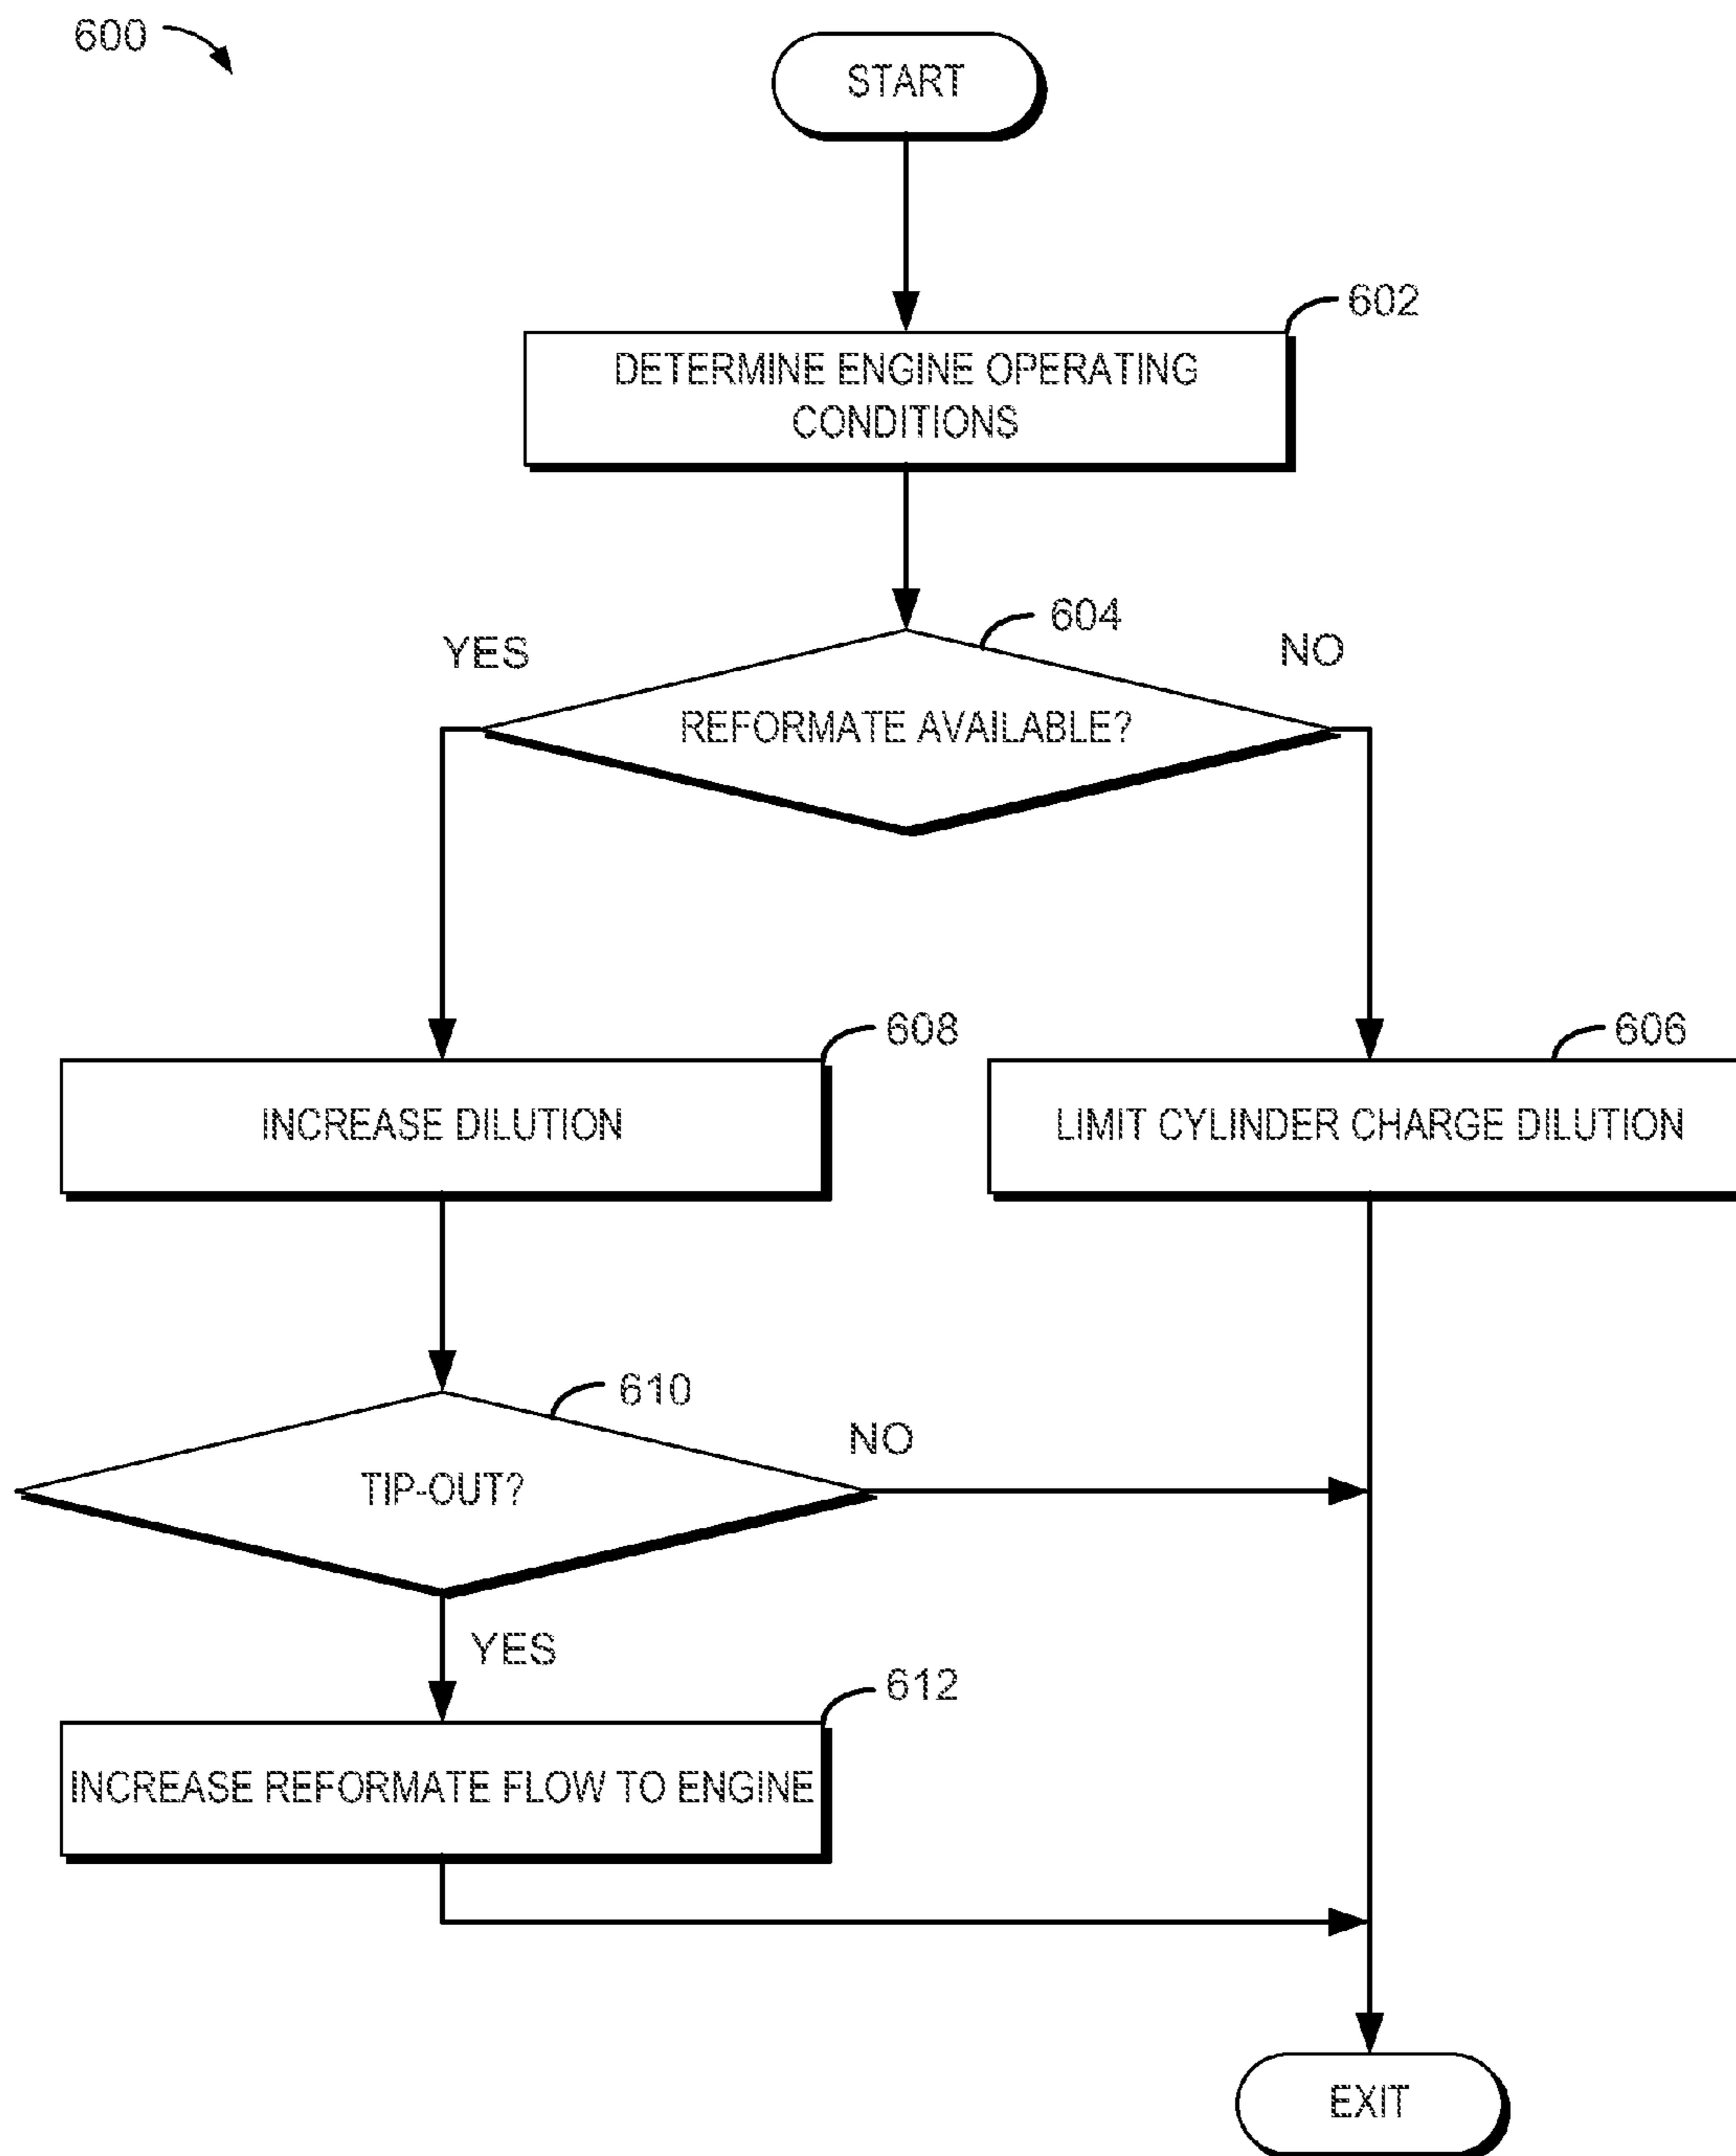 600
START
602
DETERMINE ENGINE OPERATING
CONDITIONS
604
YES
NO
REFORMATE AVAILABLE?
608
606
INCREASE DILUTION
LIMIT CYLINDER CHARGE DILUTION
610
NO
TIP-OUT?
YES
612
INCREASE REFORMATE FLOW TO ENGINE
EXIT